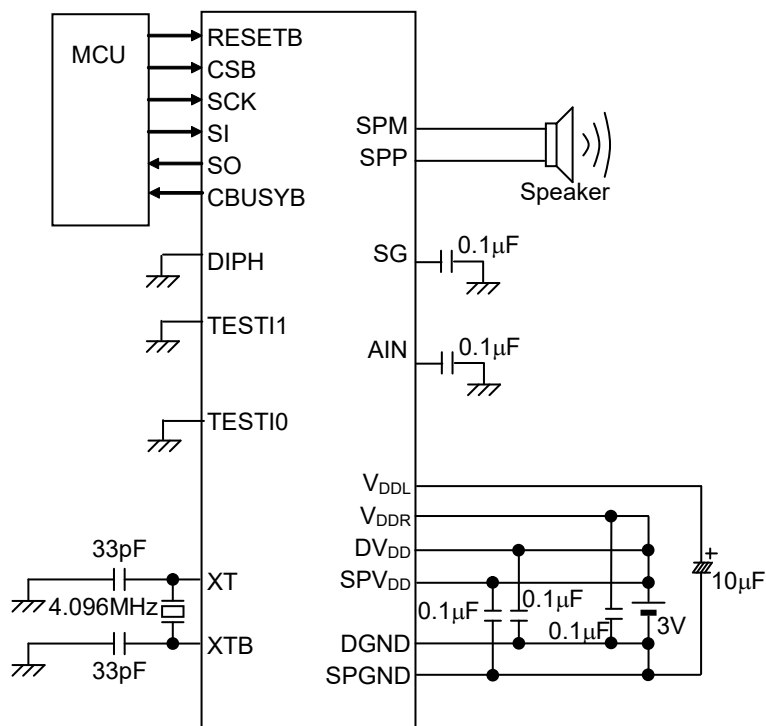 MCU
RESETB
CSB
SCK
SI
SO
CBUSYB
DIPH
TESTI1
TESTI0
33pF
XT
4.096MHz
XTB
33pF
SPM
SPP
Speaker
SG
0.1µF
AIN
0.1µF
VDDL
VDDR
DVDD
SPVDD
DGND
SPGND
0.1µF
0.1µF
0.1µF
3V
+
10µF